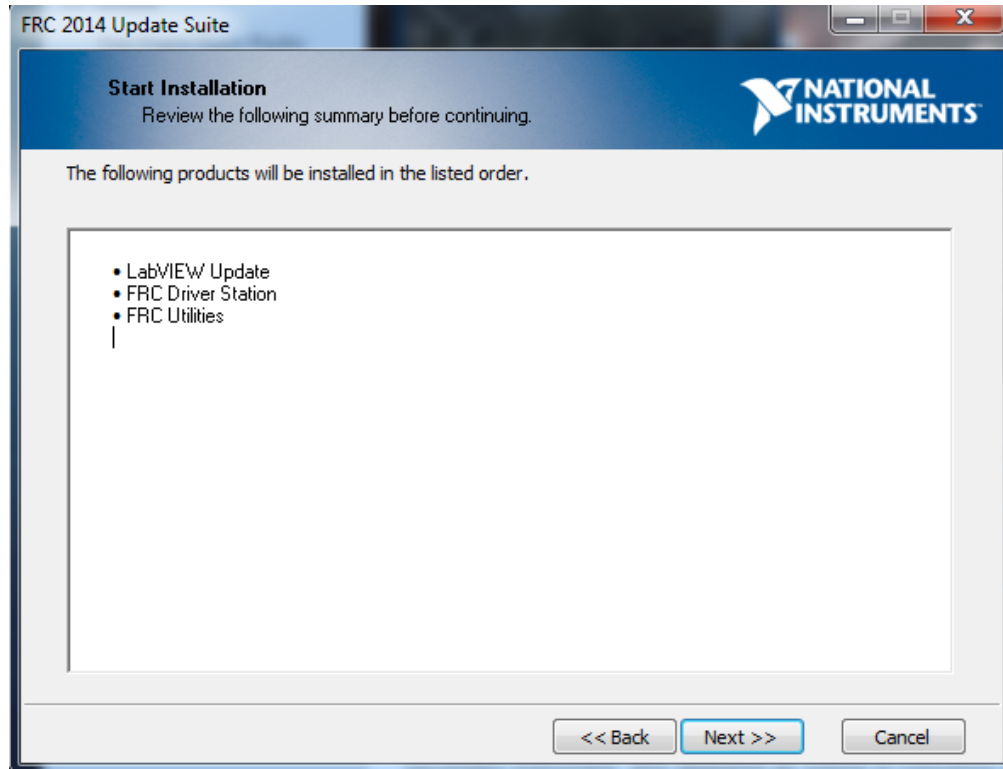 FRC 2014 Update Suite
Start Installation
Review the following summary before continuing.
NATIONAL
INSTRUMENTS
The following products will be installed in the listed order.
• LabVIEW Update
• FRC Driver Station
• FRC Utilities
<< Back Next >> Cancel